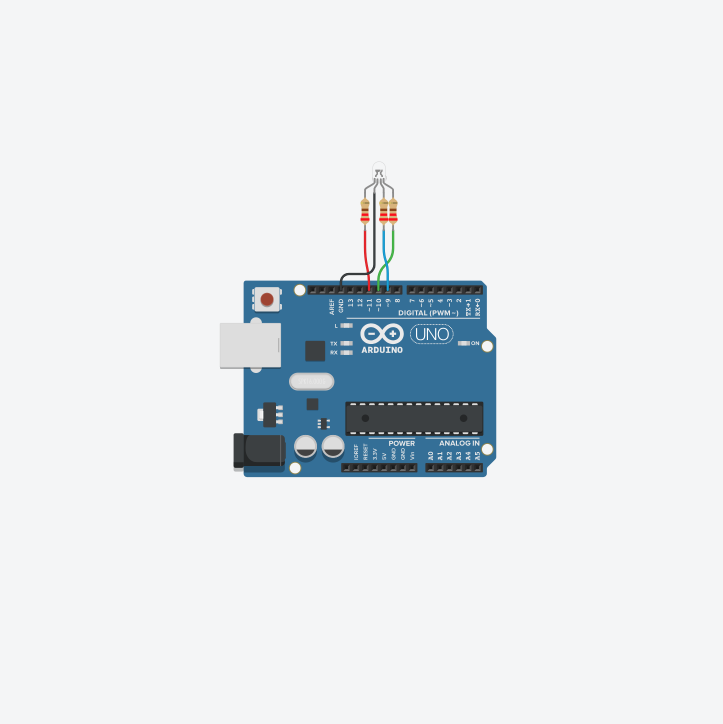 AREF
GND
13
12
~11
~10
~9
8
7
~6
~5
4
~3
2
TX→1
RX←0
DIGITAL (PWM~)
L
TX
RX
ARDUINO
UNO
ON
POWER
ANALOG IN
IOREF
RESET
3.3V
5V
GND
GND
Vin
A0
A1
A2
A3
A4
A5